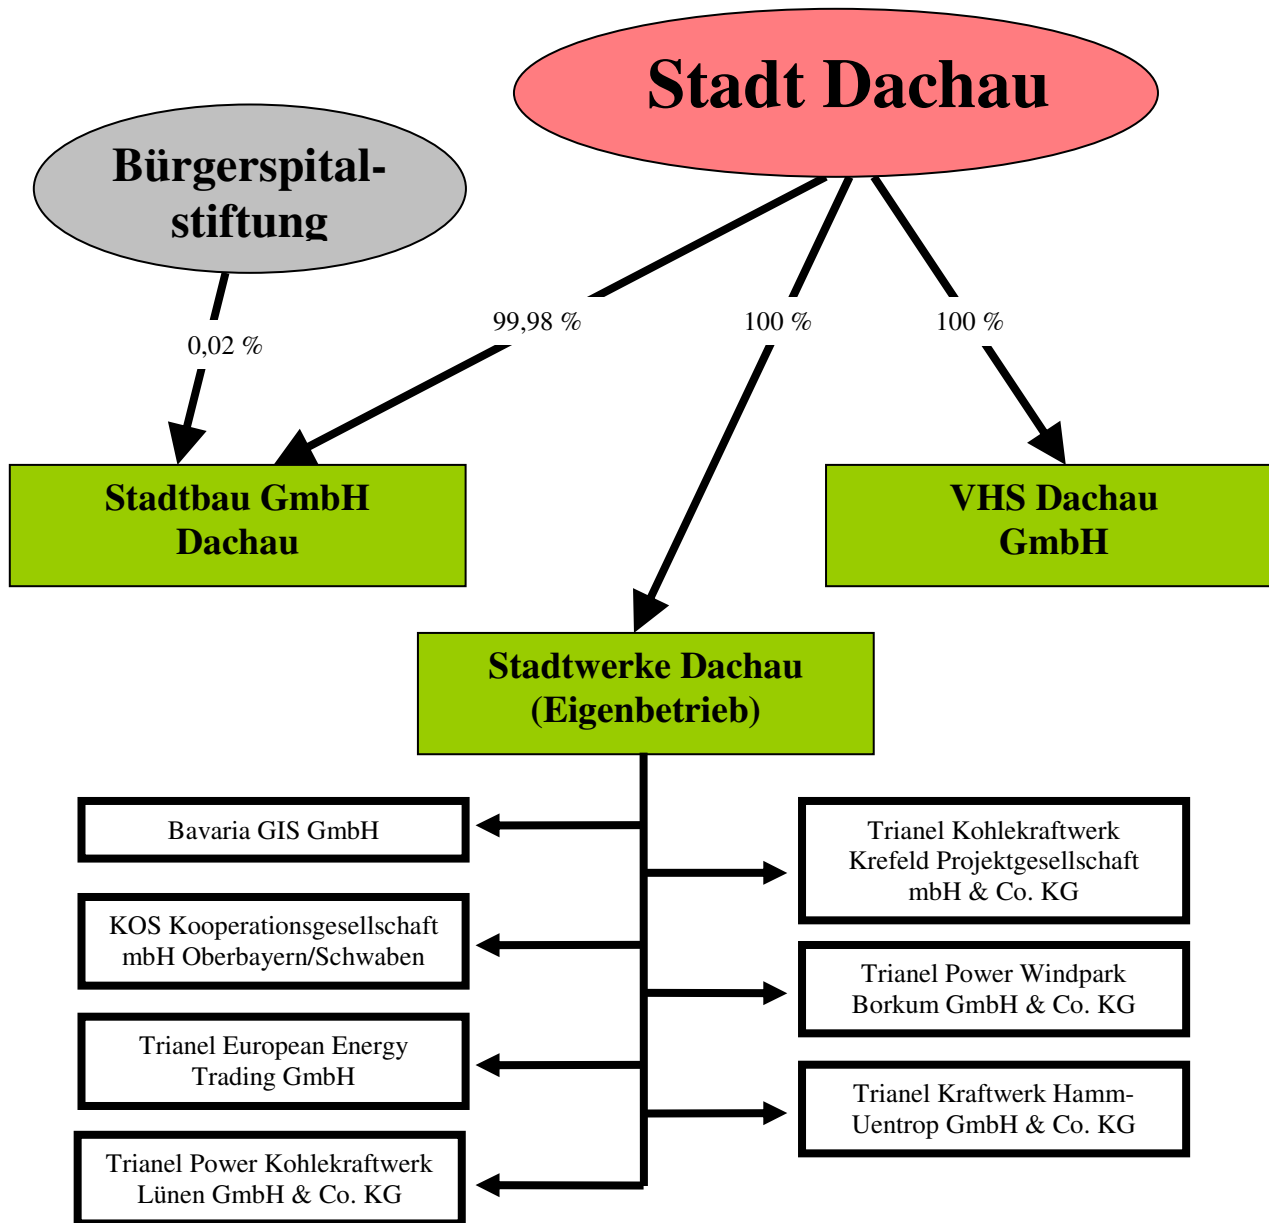 Stadt Dachau
Bürgerspital-
stiftung
99,98 %
100 %
100 %
0,02 %
Stadtbau GmbH
Dachau
VHS Dachau
GmbH
Stadtwerke Dachau
(Eigenbetrieb)
Bavaria GIS GmbH
Trianel Kohlekraftwerk
Krefeld Projektgesellschaft
mbH & Co. KG
KOS Kooperationsgesellschaft
mbH Oberbayern/Schwaben
Trianel Power Windpark
Borkum GmbH & Co. KG
Trianel European Energy
Trading GmbH
Trianel Kraftwerk Hamm-
Uentrop GmbH & Co. KG
Trianel Power Kohlekraftwerk
Lünen GmbH & Co. KG